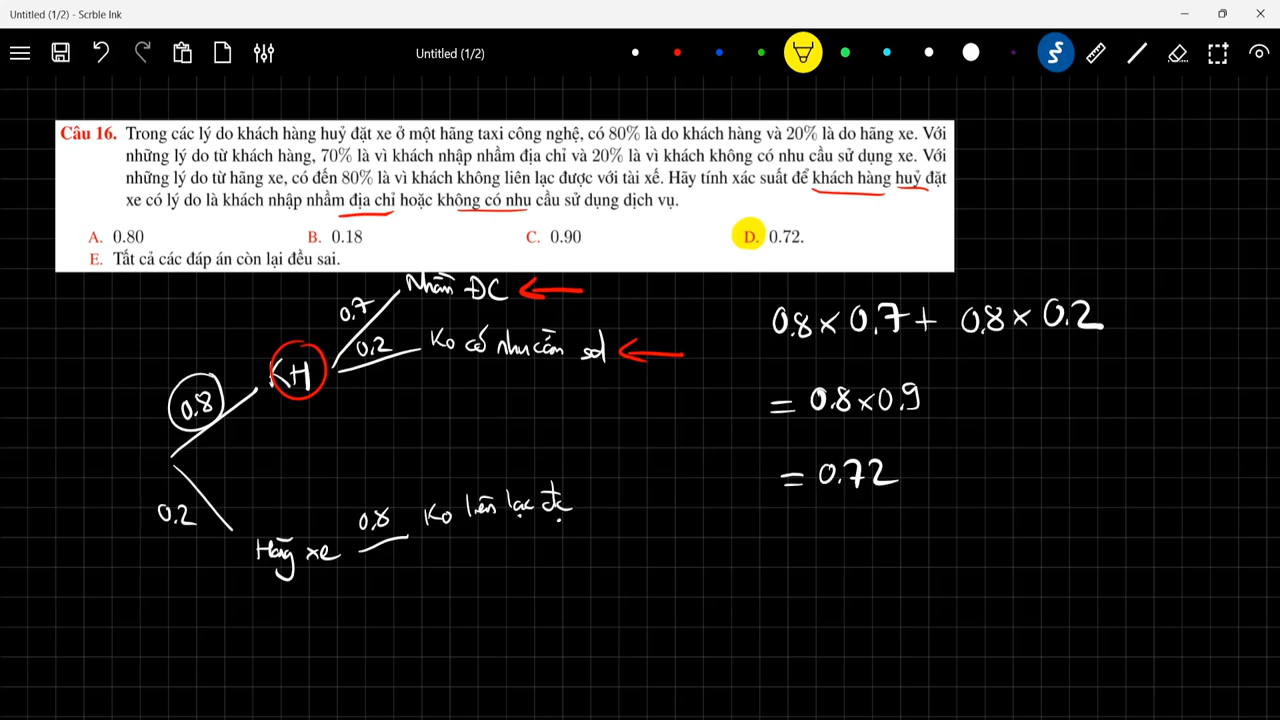 Untitled (1/2) - Scrble Ink
Untitled (1/2)
Câu 16. Trong các lý do khách hàng huỷ đặt xe ở một hãng taxi công nghệ, có 80% là do khách hàng và 20% là do hãng xe. Với
những lý do từ khách hàng, 70% là vì khách nhập nhầm địa chỉ và 20% là vì khách không có nhu cầu sử dụng xe. Với
những lý do từ hãng xe, có đến 80% là vì khách không liên lạc được với tài xế. Hãy tính xác suất để khách hàng huỷ đặt
xe có lý do là khách nhập nhầm địa chỉ hoặc không có nhu cầu sử dụng dịch vụ.
A. 0.80 B. 0.18 C. 0.90 D. 0.72.
E. Tất cả các đáp án còn lại đều sai.
Nhầm ĐC
0.7
Ko có nhu cầu sd
0.2
KH
0.8
0.2
Hãng xe
0.8
Ko liên lạc đc
0.8 × 0.7 + 0.8 × 0.2
= 0.8 × 0.9
= 0.72